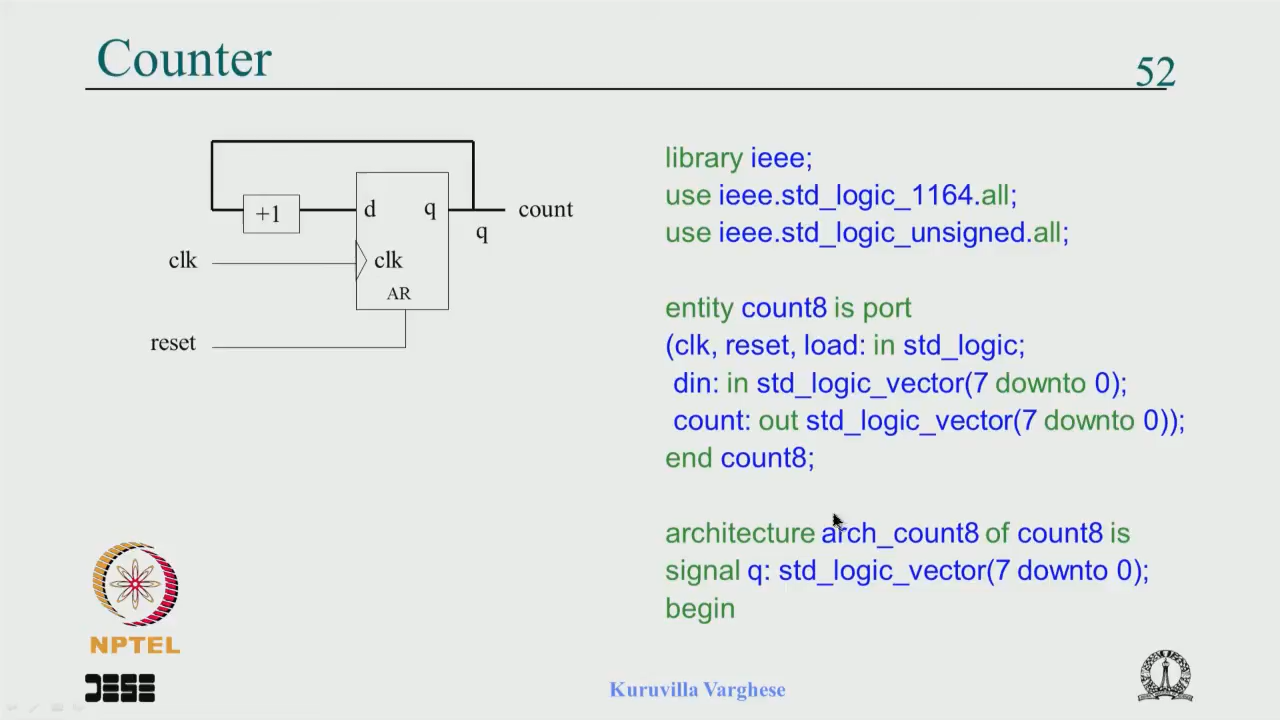 Counter
52
+1
d
q
count
q
clk
clk
AR
reset
library ieee;
use ieee.std_logic_1164.all;
use ieee.std_logic_unsigned.all;
entity count8 is port
(clk, reset, load: in std_logic;
din: in std_logic_vector(7 downto 0);
count: out std_logic_vector(7 downto 0));
end count8;
architecture arch_count8 of count8 is
signal q: std_logic_vector(7 downto 0);
begin
NPTEL
Kuruvilla Varghese